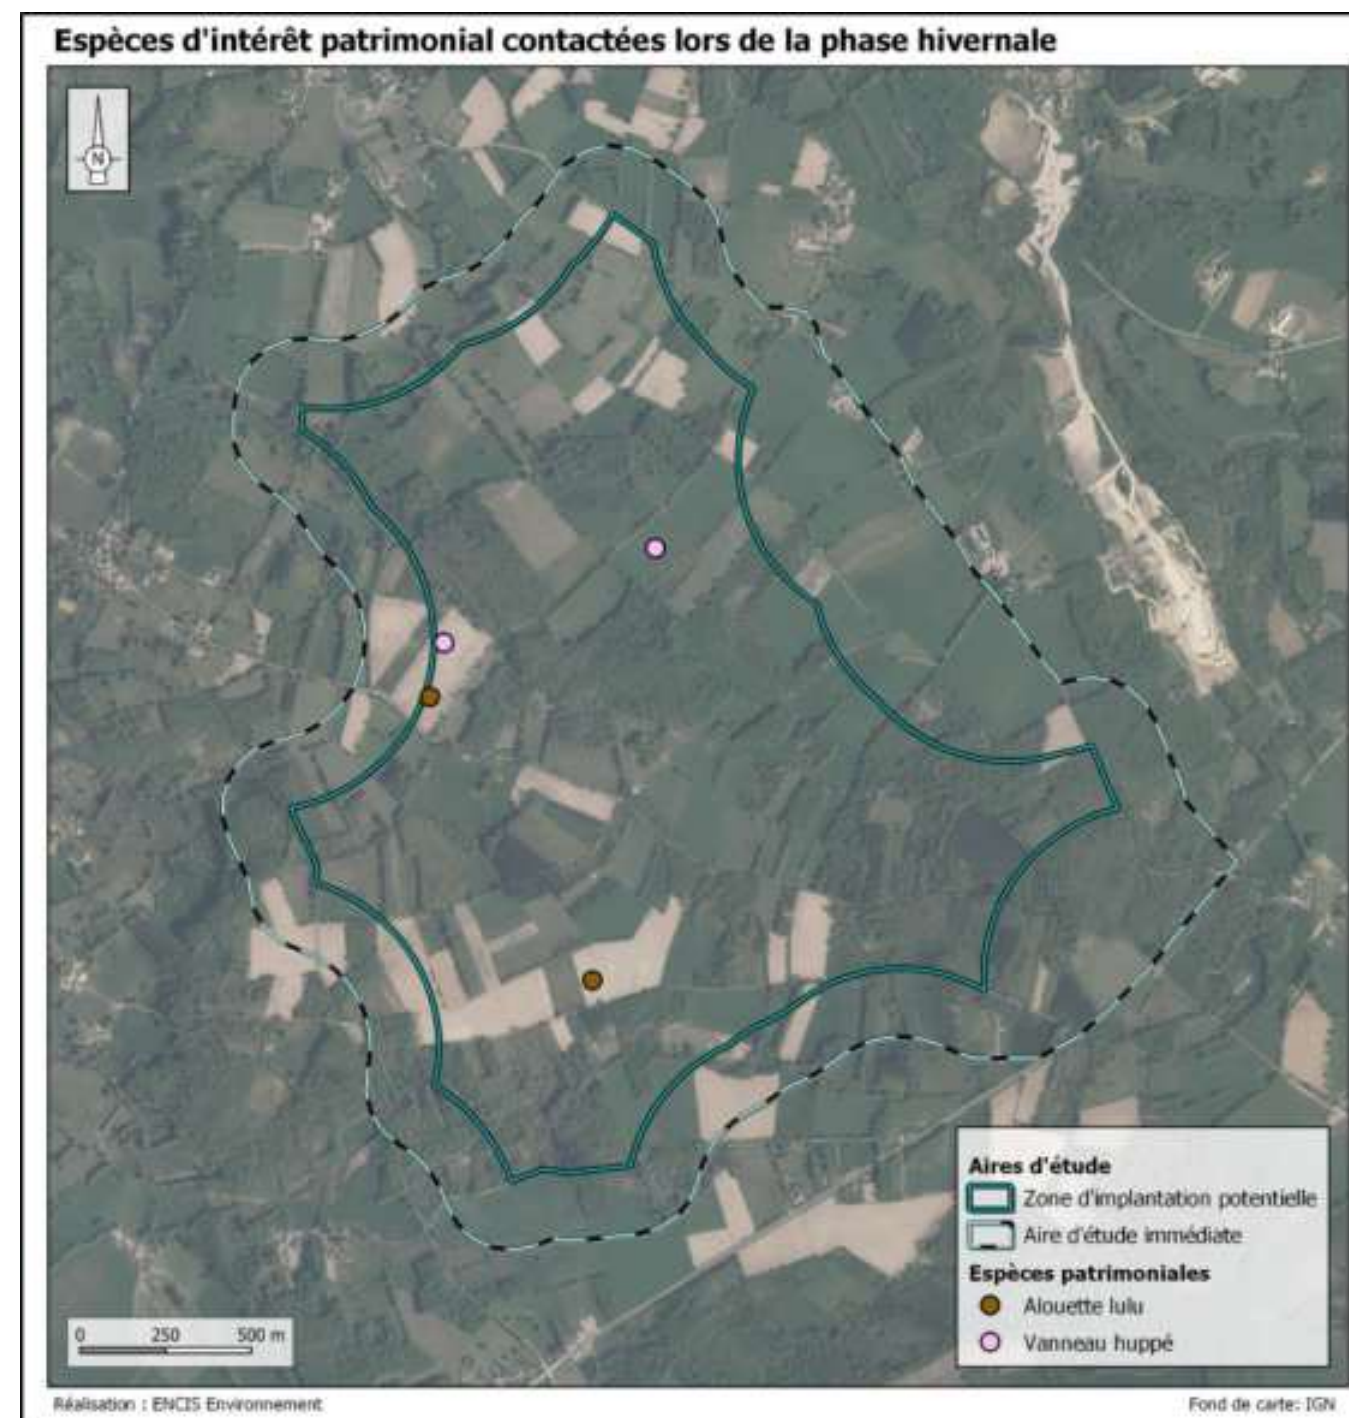 Espèces d'intérêt patrimonial contactées lors de la phase hivernale
N
Aires d'étude
Zone d'implantation potentielle
Aire d'étude immédiate
Espèces patrimoniales
Alouette lulu
Vanneau huppé
0 250 500 m
Réalisation : ENCIS Environnement
Fond de carte: IGN